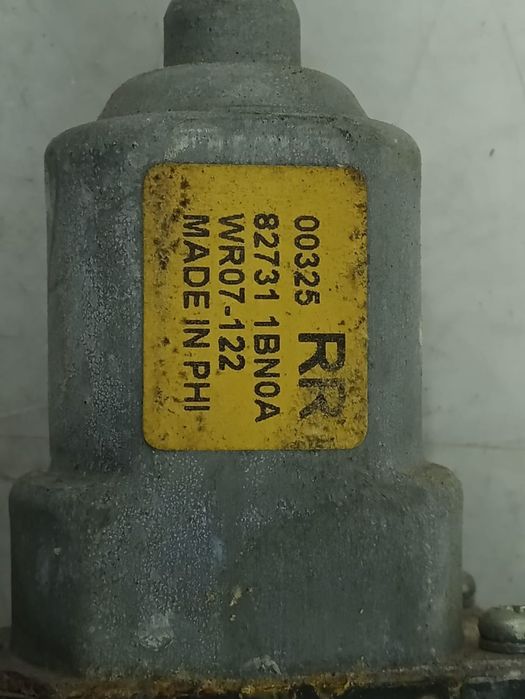 00325 RR
82731 1BN0A
WR07-122
MADE IN PHI